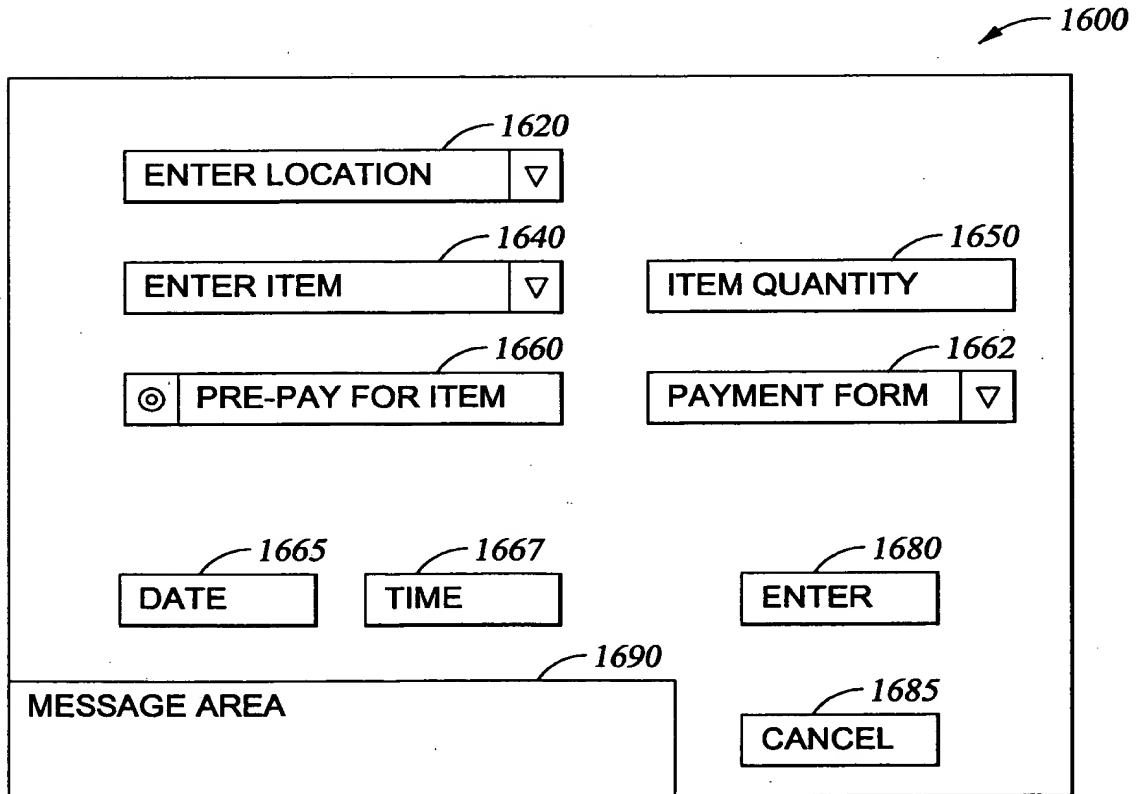 1600
1620
ENTER LOCATION
1640
ENTER ITEM
1650
ITEM QUANTITY
1660
PRE-PAY FOR ITEM
1662
PAYMENT FORM
1665
DATE
1667
TIME
1680
ENTER
1690
MESSAGE AREA
1685
CANCEL